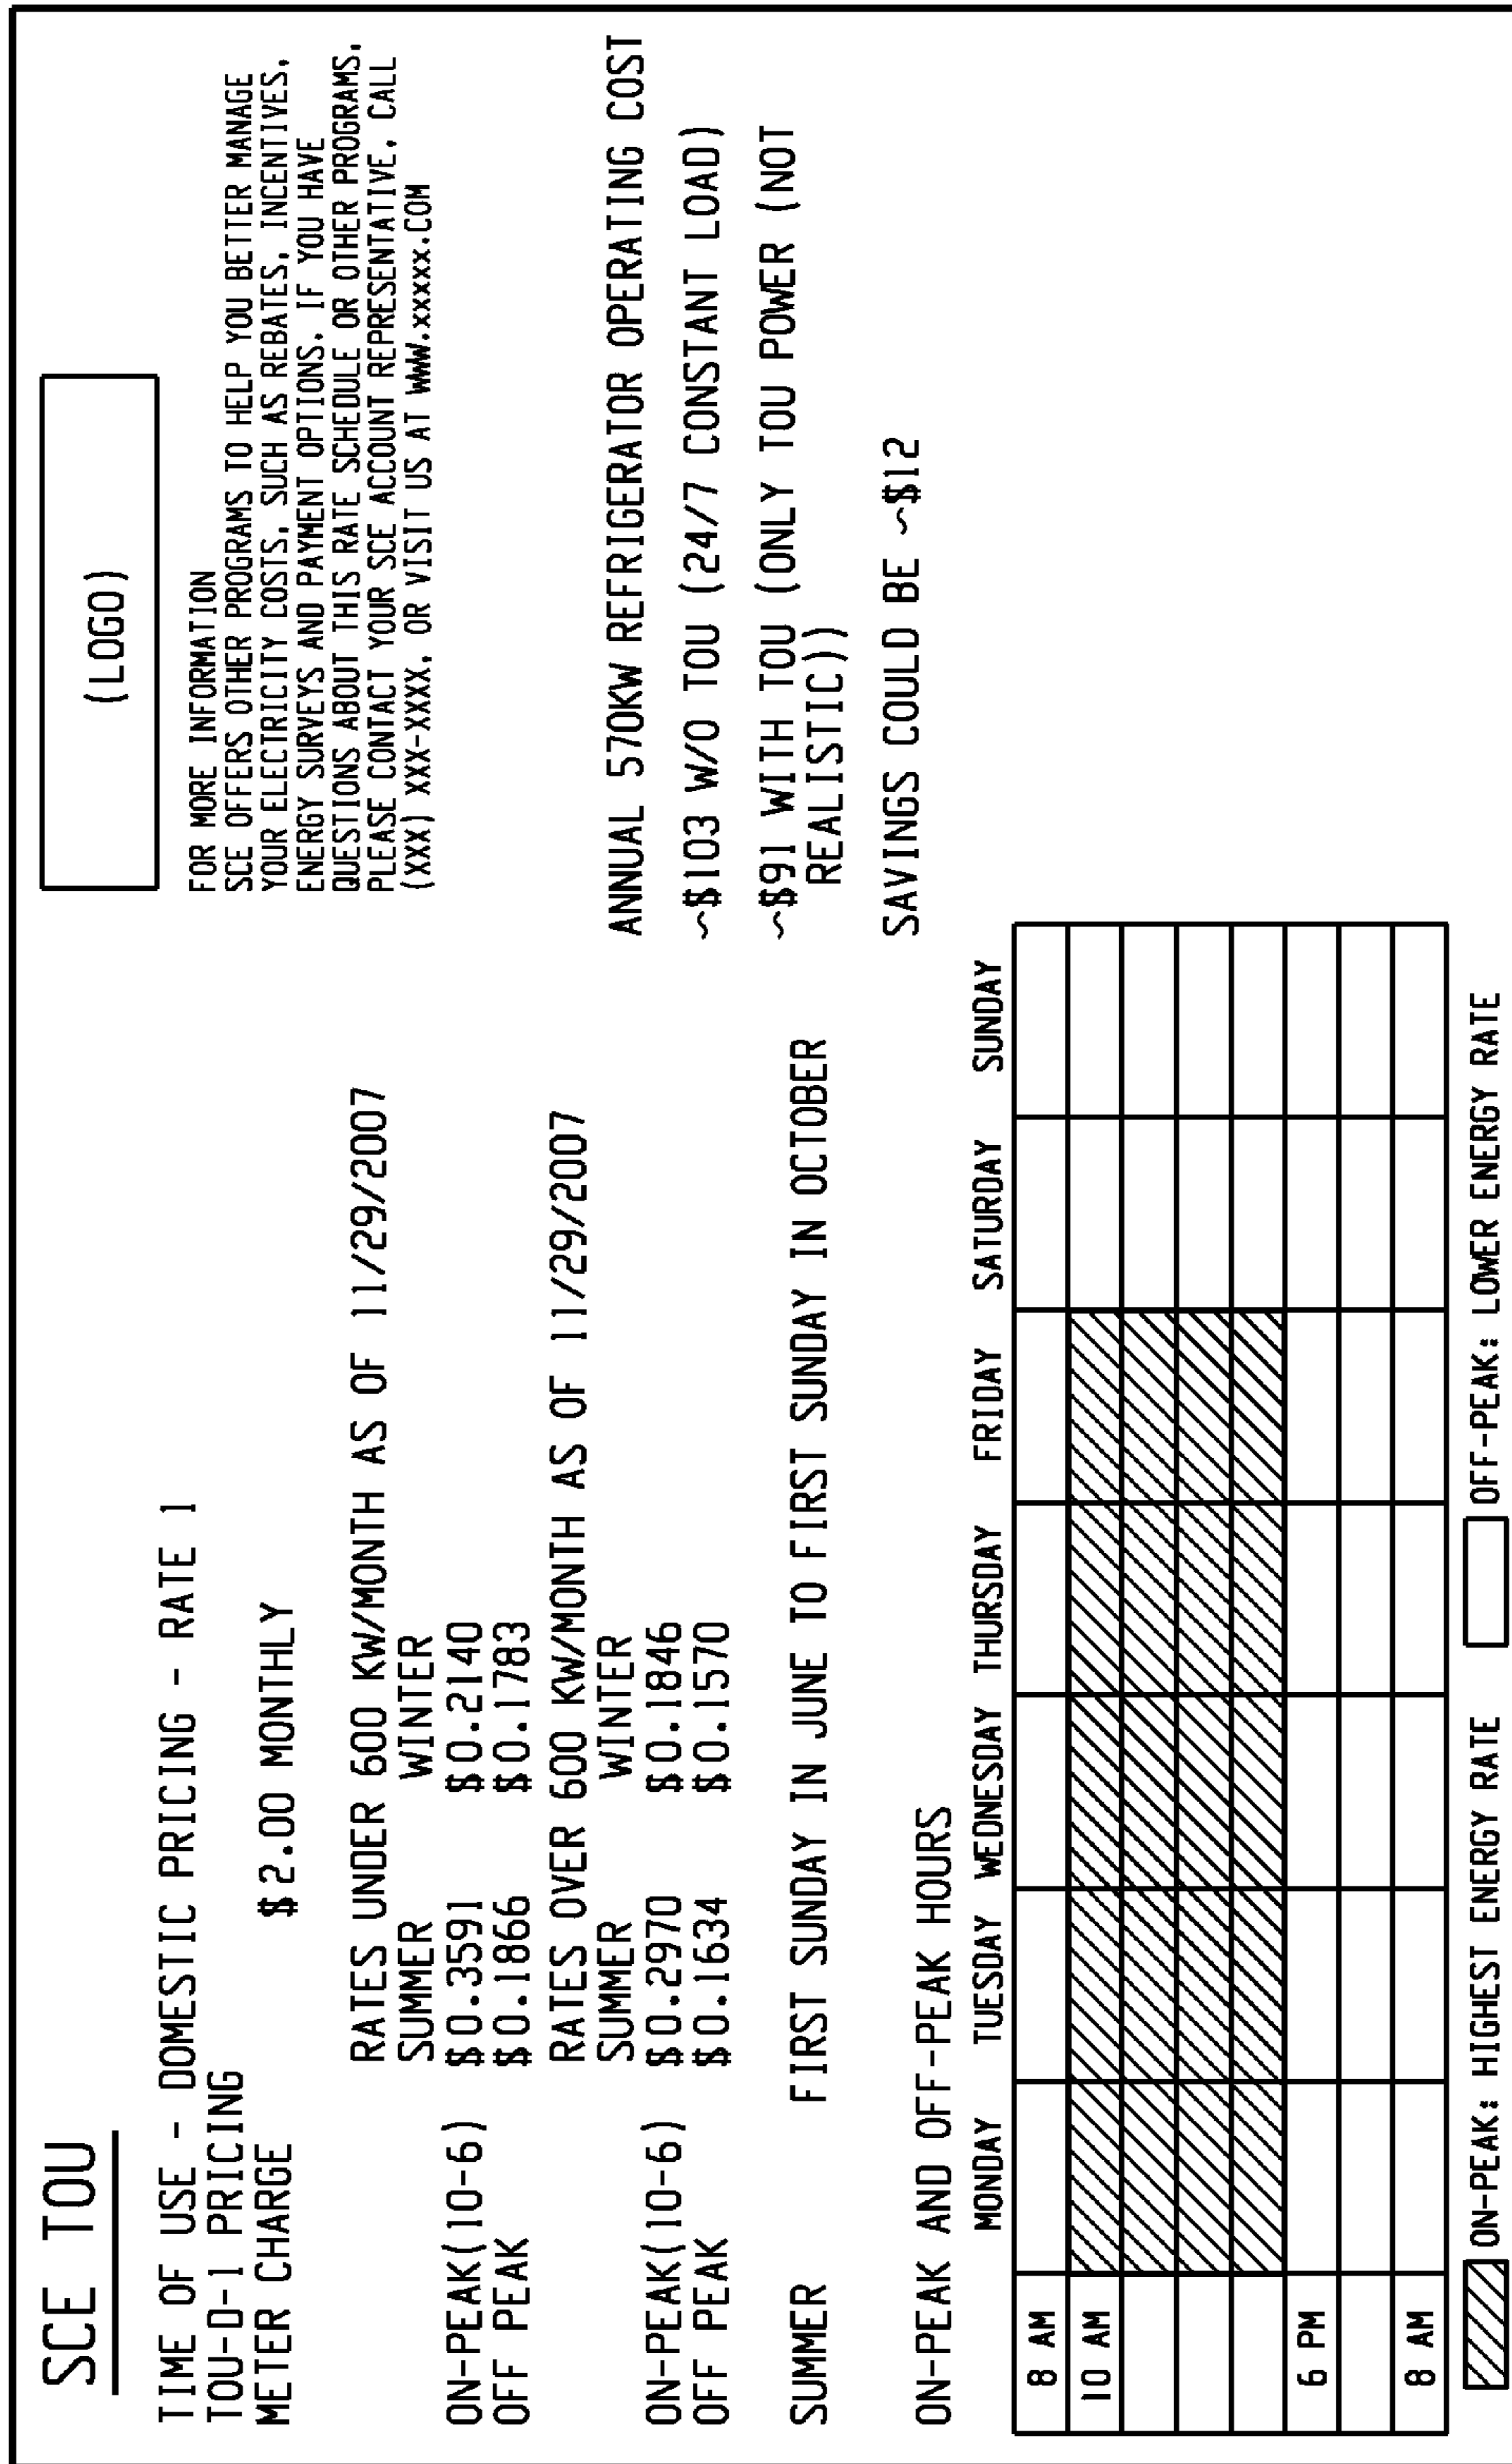 SCE TOU
TIME OF USE - DOMESTIC PRICING - RATE 1
TOU-D-1 PRICING
METER CHARGE $2.00 MONTHLY
RATES UNDER 600 KW/MONTH AS OF 11/29/2007
SUMMER WINTER
ON-PEAK(10-6) $0.3591 $0.2140
OFF PEAK $0.1866 $0.1783
RATES OVER 600 KW/MONTH AS OF 11/29/2007
SUMMER WINTER
ON-PEAK(10-6) $0.2970 $0.1846
OFF PEAK $0.1634 $0.1570
SUMMER FIRST SUNDAY IN JUNE TO FIRST SUNDAY IN OCTOBER
ON-PEAK AND OFF-PEAK HOURS
MONDAY TUESDAY WEDNESDAY THURSDAY FRIDAY SATURDAY SUNDAY
8 AM
10 AM
6 PM
8 AM
ON-PEAK: HIGHEST ENERGY RATE OFF-PEAK: LOWER ENERGY RATE
(LOGO)
FOR MORE INFORMATION
SCE OFFERS OTHER PROGRAMS TO HELP YOU BETTER MANAGE
YOUR ELECTRICITY COSTS, SUCH AS REBATES, INCENTIVES,
ENERGY SURVEYS AND PAYMENT OPTIONS. IF YOU HAVE
QUESTIONS ABOUT THIS RATE SCHEDULE OR OTHER PROGRAMS,
PLEASE CONTACT YOUR SCE ACCOUNT REPRESENTATIVE, CALL
(XXX) XXX-XXXX, OR VISIT US AT WWW.XXXXX.COM
ANNUAL 570KW REFRIGERATOR OPERATING COST
~$103 W/O TOU (24/7 CONSTANT LOAD)
~$91 WITH TOU (ONLY TOU POWER (NOT
REALISTIC))
SAVINGS COULD BE ~$12